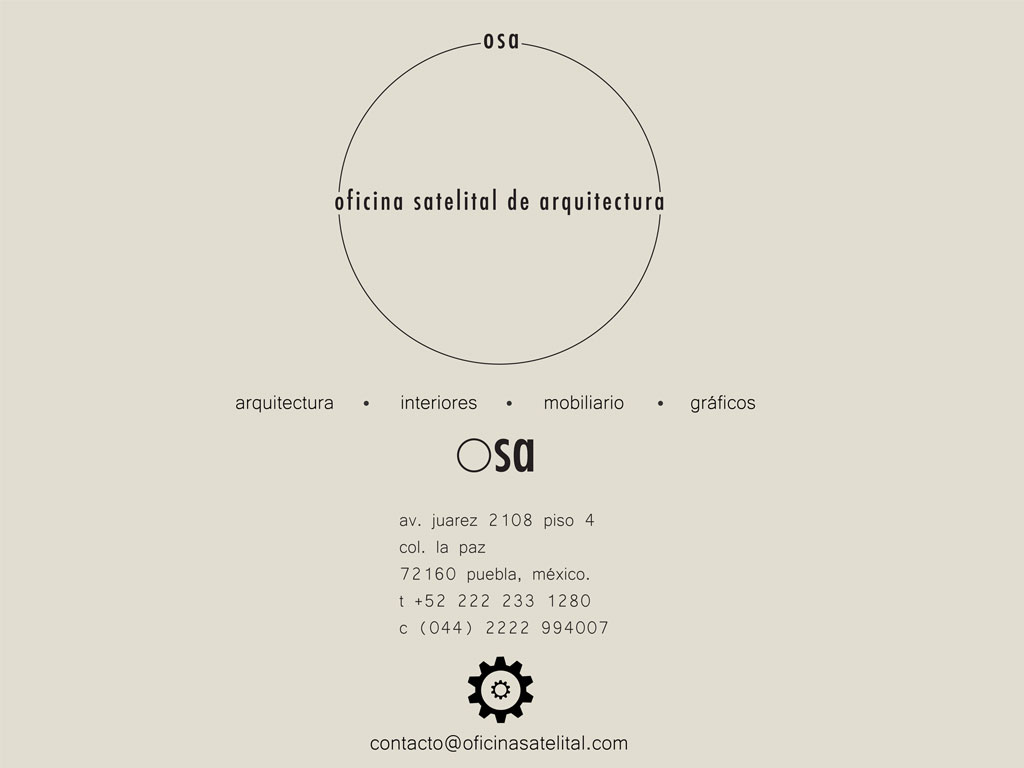 osa
oficina satelital de arquitectura
arquitectura • interiores • mobiliario • gráficos
osa
av. juarez 2108 piso 4
col. la paz
72160 puebla, méxico.
t +52 222 233 1280
c (044) 2222 994007
contacto@oficinasatelital.com